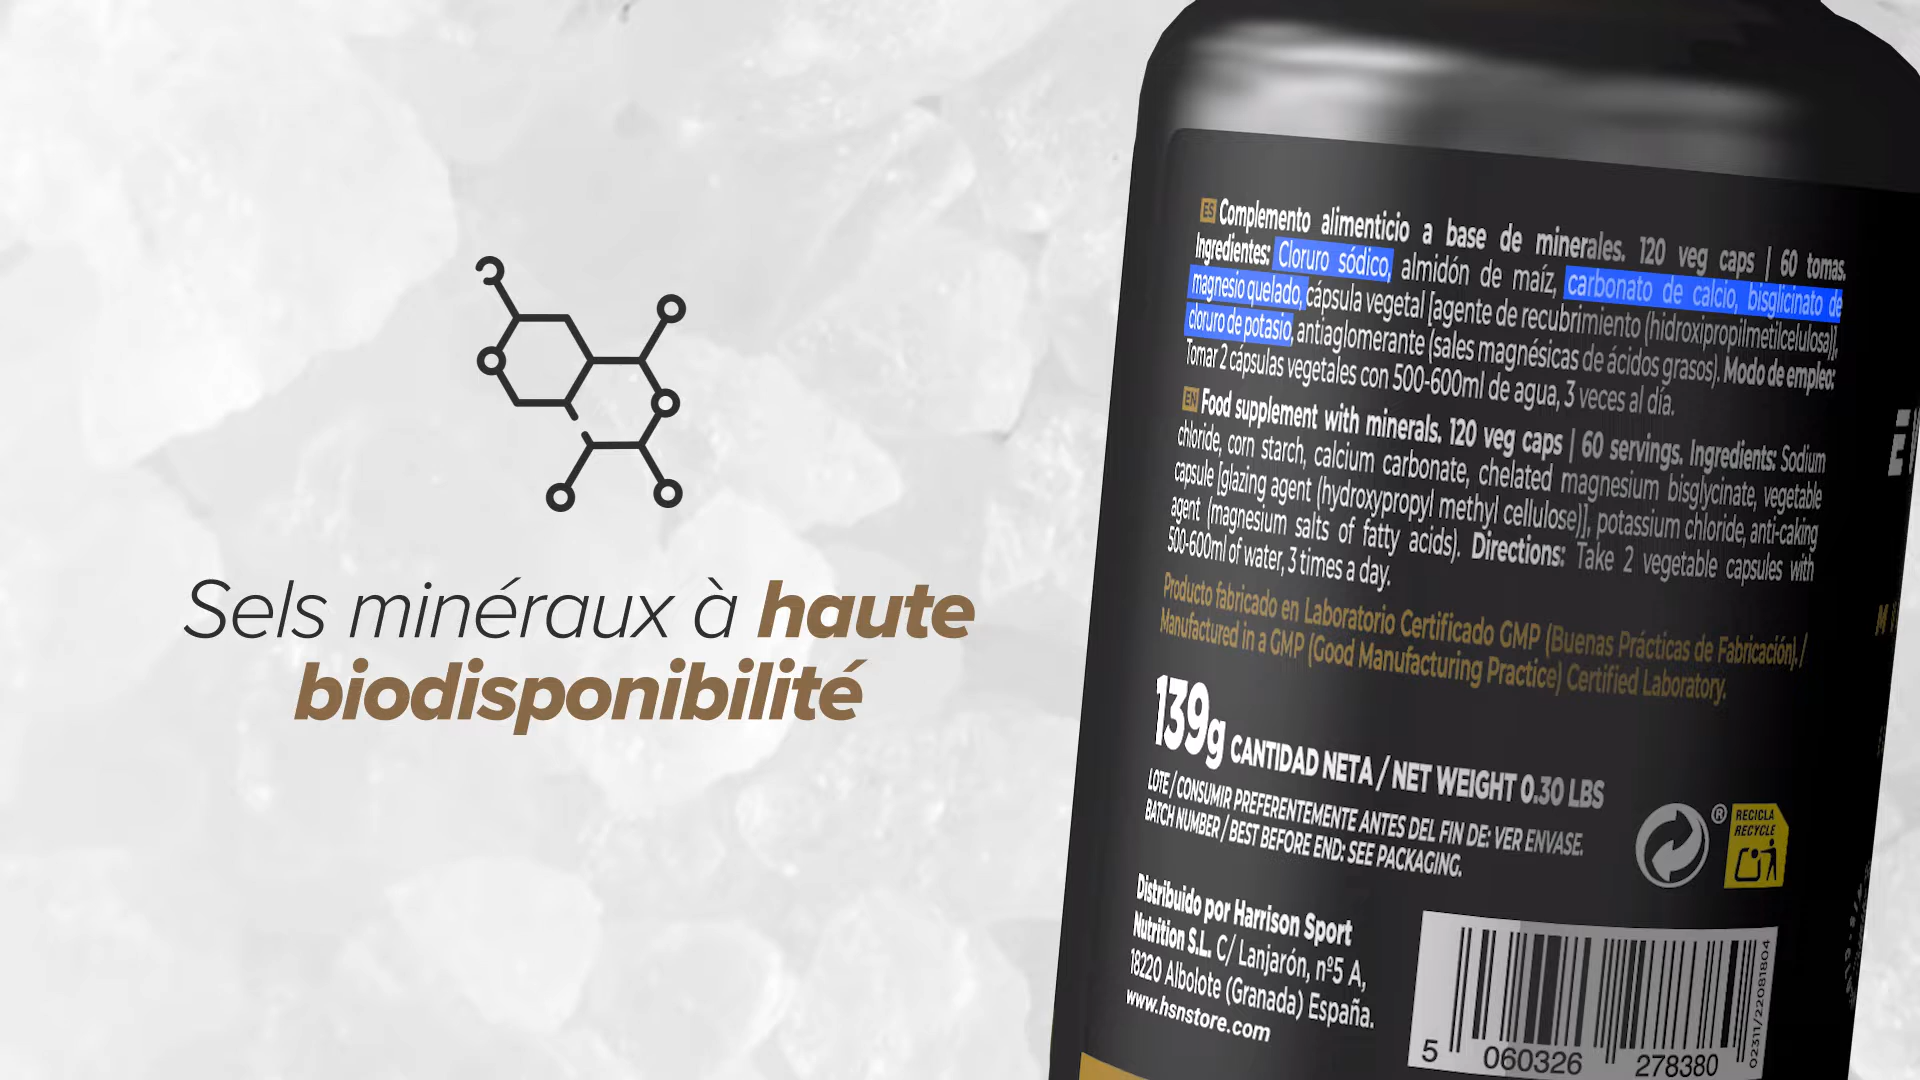 Sels minéraux à haute
biodisponibilité
ES Complemento alimenticio a base de minerales. 120 veg caps | 60 tomas.
Ingredientes: Cloruro sódico, almidón de maíz, carbonato de calcio, bisglicinato de
magnesio quelado, cápsula vegetal [agente de recubrimiento (hidroxipropilmetilcelulosa)],
cloruro de potasio, antiaglomerante (sales magnésicas de ácidos grasos). Modo de empleo:
Tomar 2 cápsulas vegetales con 500-600ml de agua, 3 veces al día.
EN Food supplement with minerals. 120 veg caps | 60 servings. Ingredients: Sodium
chloride, corn starch, calcium carbonate, chelated magnesium bisglycinate, vegetable
capsule [glazing agent (hydroxypropyl methyl cellulose)], potassium chloride, anti-caking
agent (magnesium salts of fatty acids). Directions: Take 2 vegetable capsules with
500-600ml of water, 3 times a day.
Producto fabricado en Laboratorio Certificado GMP (Buenas Prácticas de Fabricación). /
Manufactured in a GMP (Good Manufacturing Practice) Certified Laboratory.
139g CANTIDAD NETA / NET WEIGHT 0.30 LBS
LOTE / CONSUMIR PREFERENTEMENTE ANTES DEL FIN DE: VER ENVASE.
BATCH NUMBER / BEST BEFORE END: SEE PACKAGING.
®
RECICLA
RECYCLE
Distribuido por Harrison Sport
Nutrition S.L. C/ Lanjarón, nº5 A,
18220 Albolote (Granada) España.
www.hsnstore.com
5 060326 278380
02311/22081804